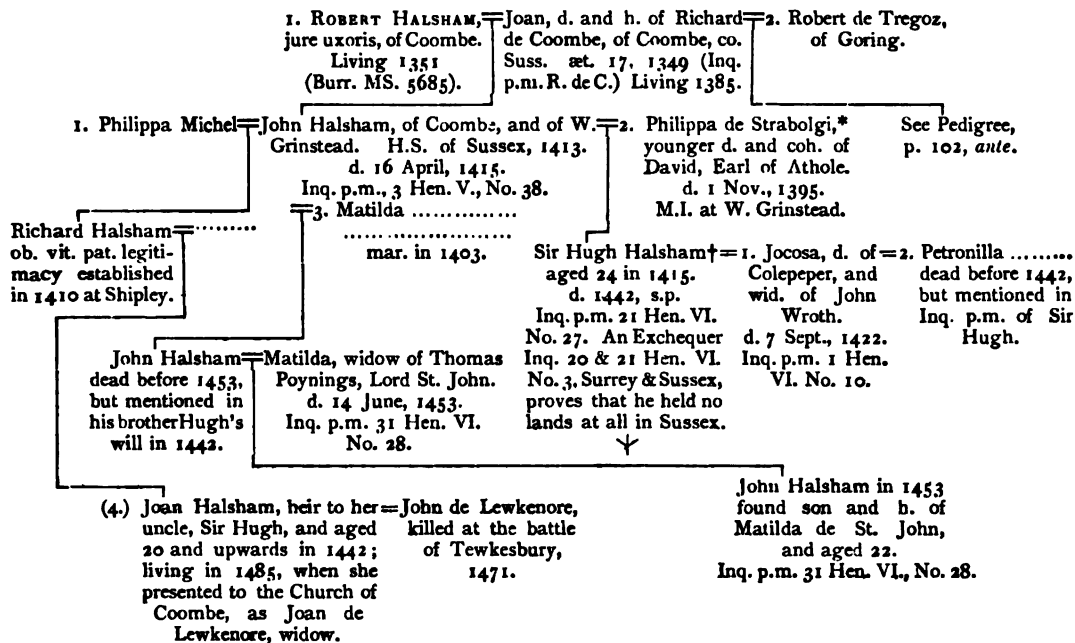 1. ROBERT HALSHAM,
jure uxoris, of Coombe.
Living 1351
(Burr. MS. 5685).
Joan, d. and h. of Richard
de Coombe, of Coombe, co.
Suss. æt. 17, 1349 (Inq.
p.m. R. de C.) Living 1385.
2. Robert de Tregoz,
of Goring.
1. Philippa Michel
John Halsham, of Coombe, and of W.
Grinstead. H.S. of Sussex, 1413.
d. 16 April, 1415.
Inq. p.m., 3 Hen. V., No. 38.
2. Philippa de Strabolgi,*
younger d. and coh. of
David, Earl of Athole.
d. 1 Nov., 1395.
M.I. at W. Grinstead.
See Pedigree,
p. 102, ante.
3. Matilda ..............
..............
mar. in 1403.
Richard Halsham
ob. vit. pat. legiti-
macy established
in 1410 at Shipley.
Sir Hugh Halsham†
aged 24 in 1415.
d. 1442, s.p.
Inq. p.m. 21 Hen. VI.
No. 27. An Exchequer
Inq. 20 & 21 Hen. VI.
No. 3, Surrey & Sussex,
proves that he held no
lands at all in Sussex.
1. Jocosa, d. of
Colepeper, and
wid. of John
Wroth.
d. 7 Sept., 1422.
Inq. p.m. 1 Hen.
VI. No. 10.
2. Petronilla .........
dead before 1442,
but mentioned in
Inq. p.m. of Sir
Hugh.
John Halsham
dead before 1453,
but mentioned in
his brother Hugh's
will in 1442.
Matilda, widow of Thomas
Poynings, Lord St. John.
d. 14 June, 1453.
Inq. p.m. 31 Hen. VI.
No. 28.
(4.) Joan Halsham, heir to her
uncle, Sir Hugh, and aged
20 and upwards in 1442;
living in 1485, when she
presented to the Church of
Coombe, as Joan de
Lewkenore, widow.
John de Lewkenore,
killed at the battle
of Tewkesbury,
1471.
John Halsham in 1453
found son and h. of
Matilda de St. John,
and aged 22.
Inq. p.m. 31 Hen. VI., No. 28.